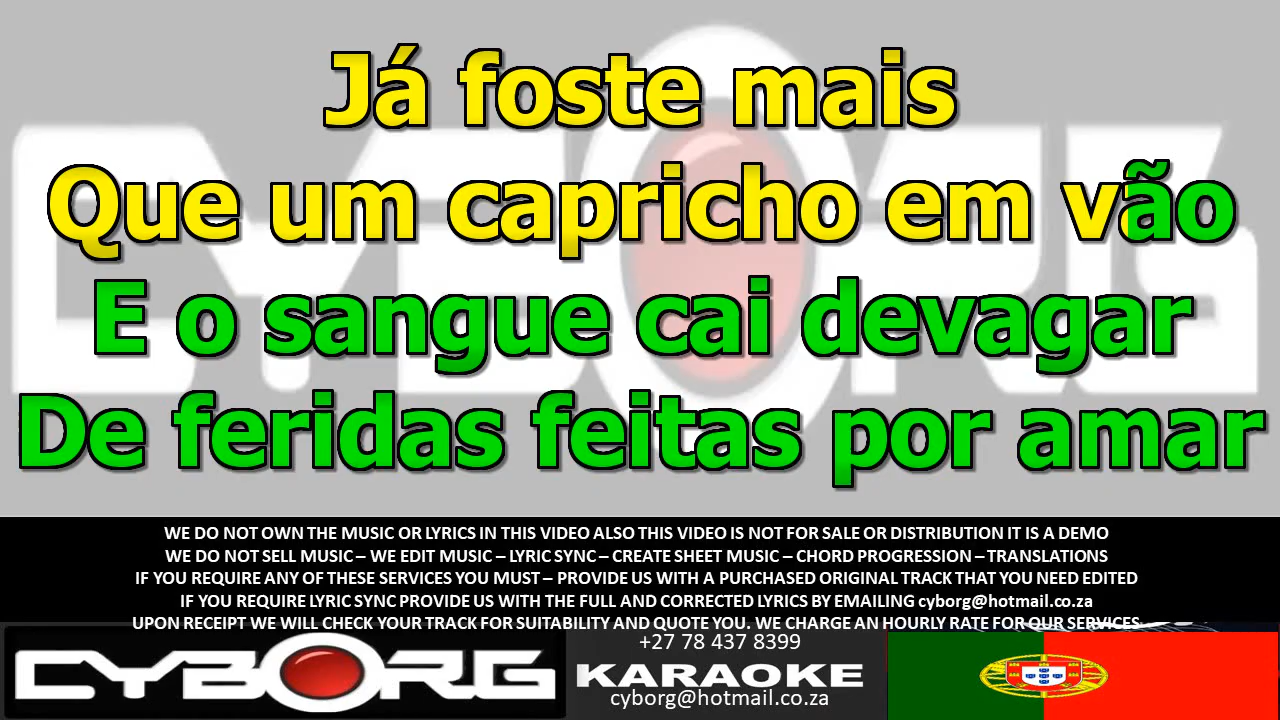 Já foste mais
Que um capricho em vão
E o sangue cai devagar
De feridas feitas por amar
WE DO NOT OWN THE MUSIC OR LYRICS IN THIS VIDEO ALSO THIS VIDEO IS NOT FOR SALE OR DISTRIBUTION IT IS A DEMO
WE DO NOT SELL MUSIC – WE EDIT MUSIC – LYRIC SYNC – CREATE SHEET MUSIC – CHORD PROGRESSION – TRANSLATIONS
IF YOU REQUIRE ANY OF THESE SERVICES YOU MUST – PROVIDE US WITH A PURCHASED ORIGINAL TRACK THAT YOU NEED EDITED
IF YOU REQUIRE LYRIC SYNC PROVIDE US WITH THE FULL AND CORRECTED LYRICS BY EMAILING cyborg@hotmail.co.za
UPON RECEIPT WE WILL CHECK YOUR TRACK FOR SUITABILITY AND QUOTE YOU. WE CHARGE AN HOURLY RATE FOR OUR SERVICES
CYBORG
+27 78 437 8399
KARAOKE
cyborg@hotmail.co.za